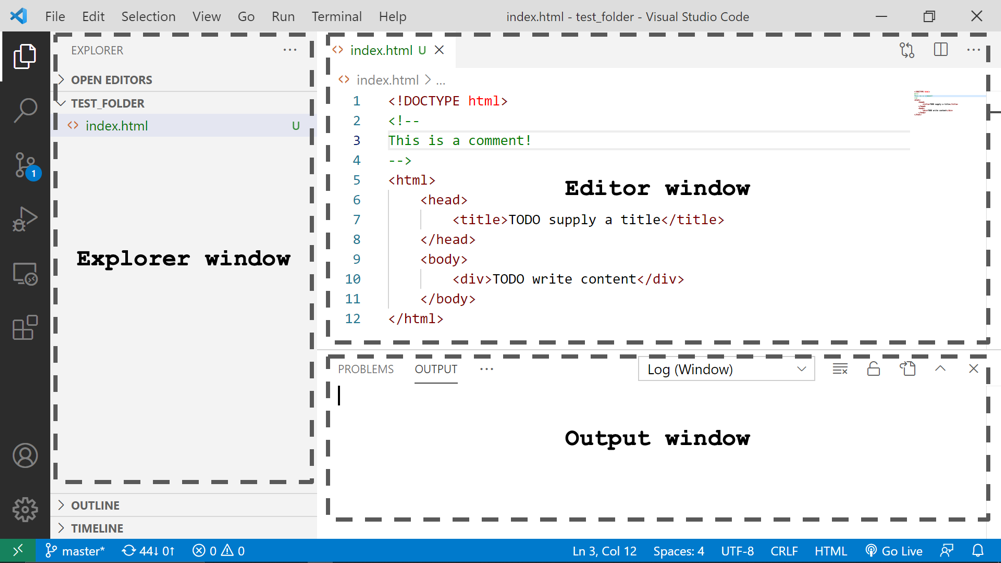 File Edit Selection View Go Run Terminal Help index.html - test_folder - Visual Studio Code
EXPLORER
OPEN EDITORS
TEST_FOLDER
index.html U
Explorer window
OUTLINE
TIMELINE
index.html U
index.html > ...
1 <!DOCTYPE html>
2 <!--
3 This is a comment!
4 -->
5 <html>
6 <head>
7 <title>TODO supply a title</title>
8 </head>
9 <body>
10 <div>TODO write content</div>
11 </body>
12 </html>
Editor window
PROBLEMS OUTPUT ... Log (Window)
Output window
1
master* 44↓ 0↑ 0 0 Ln 3, Col 12 Spaces: 4 UTF-8 CRLF HTML Go Live